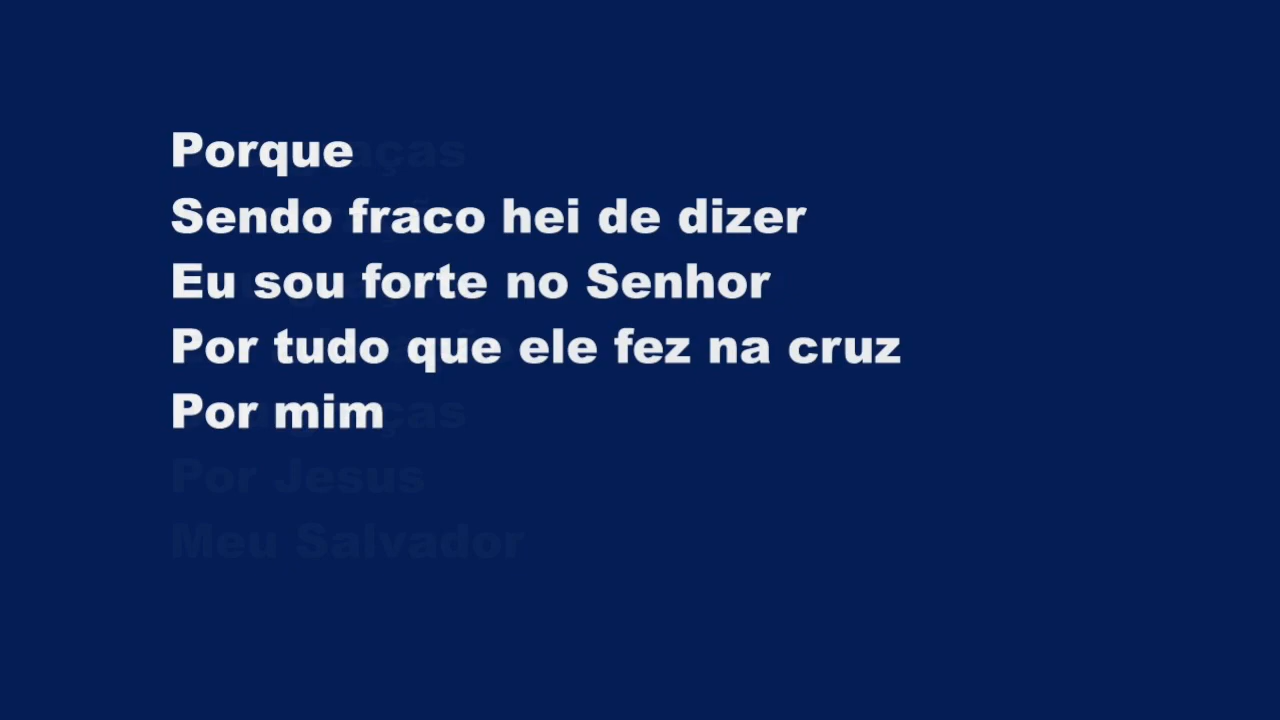 Porque
Sendo fraco hei de dizer
Eu sou forte no Senhor
Por tudo que ele fez na cruz
Por mim
Por Jesus
Meu Salvador